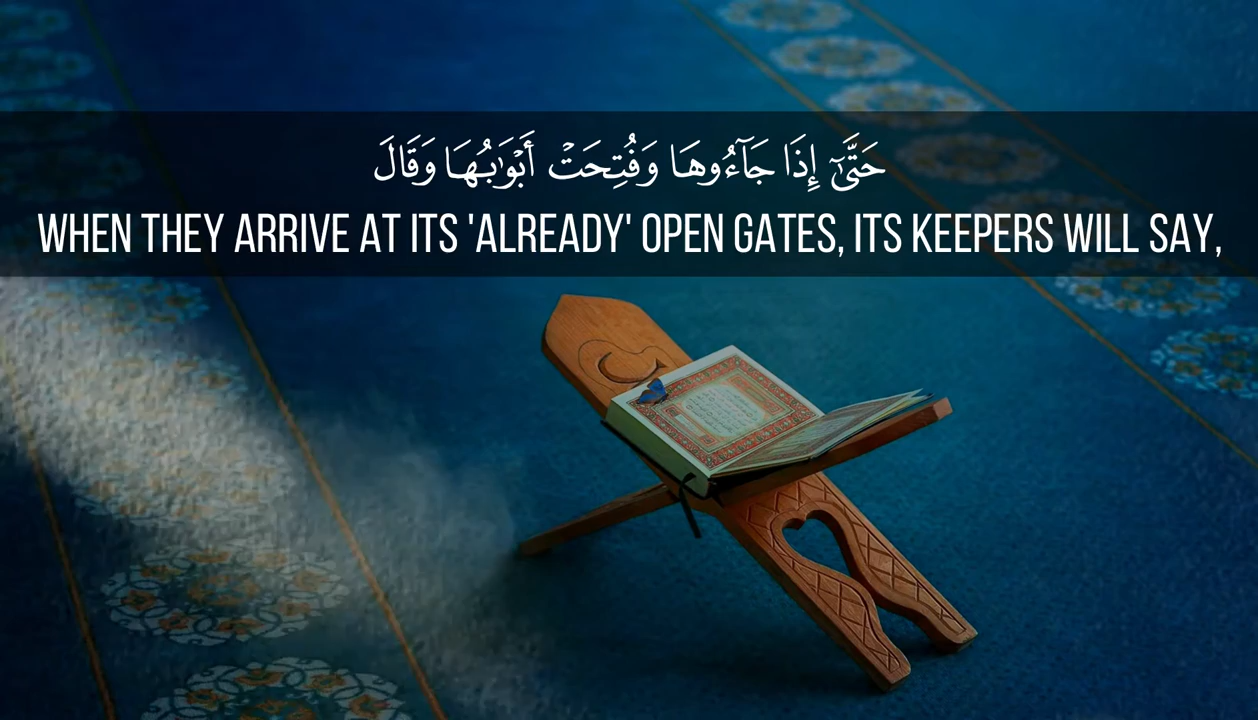 حَتَّىٰٓ إِذَا جَآءُوهَا وَفُتِحَتْ أَبْوَٰبُهَا وَقَالَ
WHEN THEY ARRIVE AT ITS 'ALREADY' OPEN GATES, ITS KEEPERS WILL SAY,